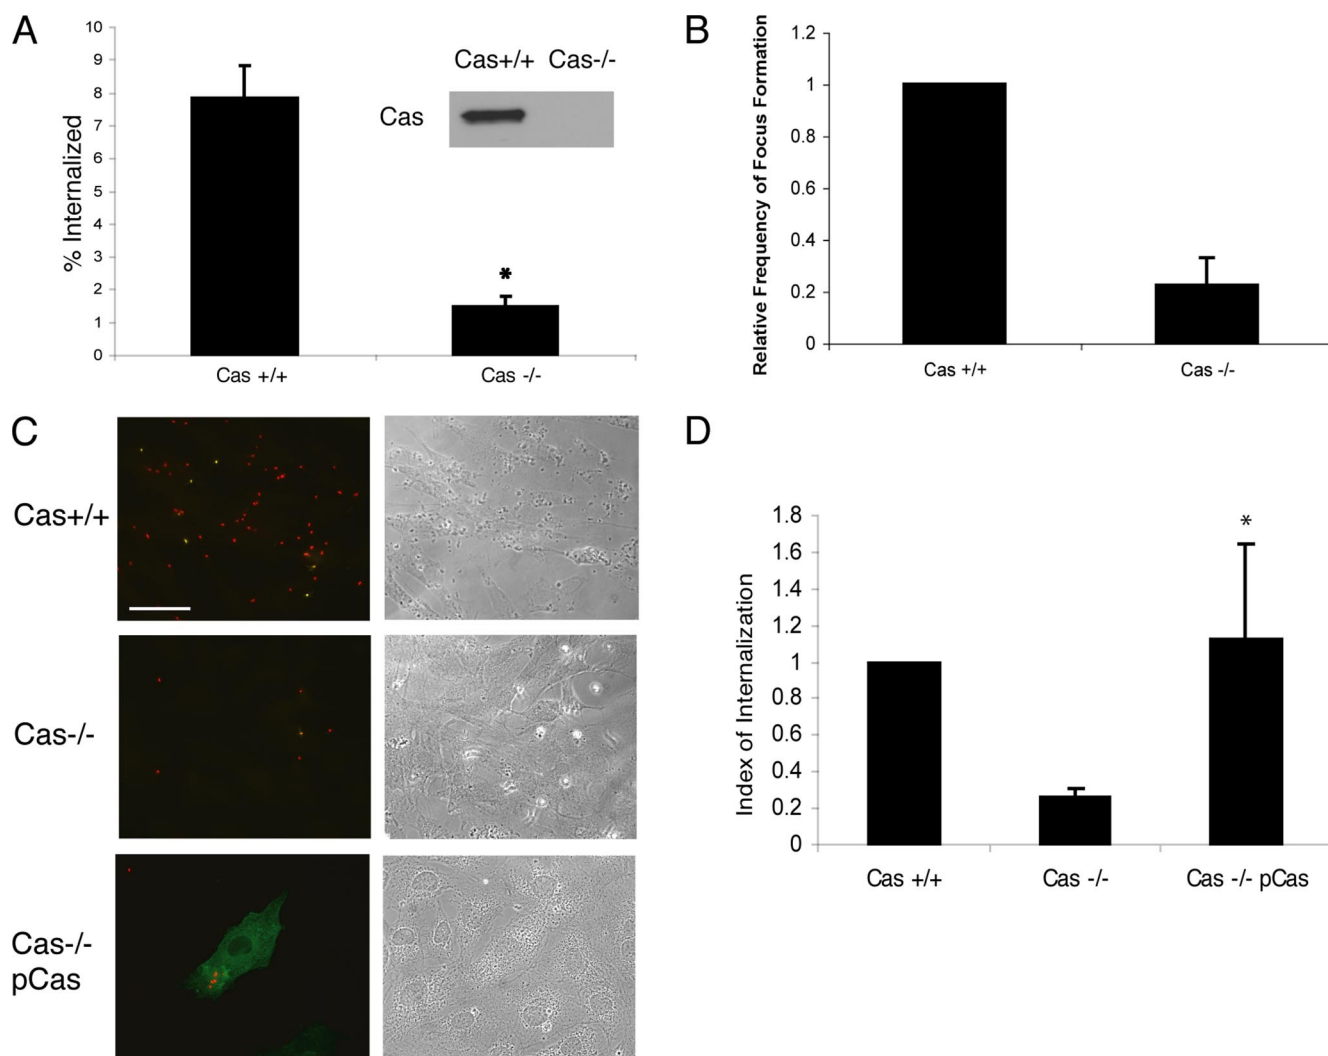 A
% Internalized
10
9
8
7
6
5
4
3
2
1
0
Cas +/+
Cas -/-
*
Cas+/+ Cas-/-
Cas
B
Relative Frequency of Focus Formation
1.2
1
0.8
0.6
0.4
0.2
0
Cas +/+
Cas -/-
C
Cas+/+
Cas-/-
Cas-/-
pCas
D
Index of Internalization
1.8
1.6
1.4
1.2
1
0.8
0.6
0.4
0.2
0
*
Cas +/+
Cas -/-
Cas -/- pCas